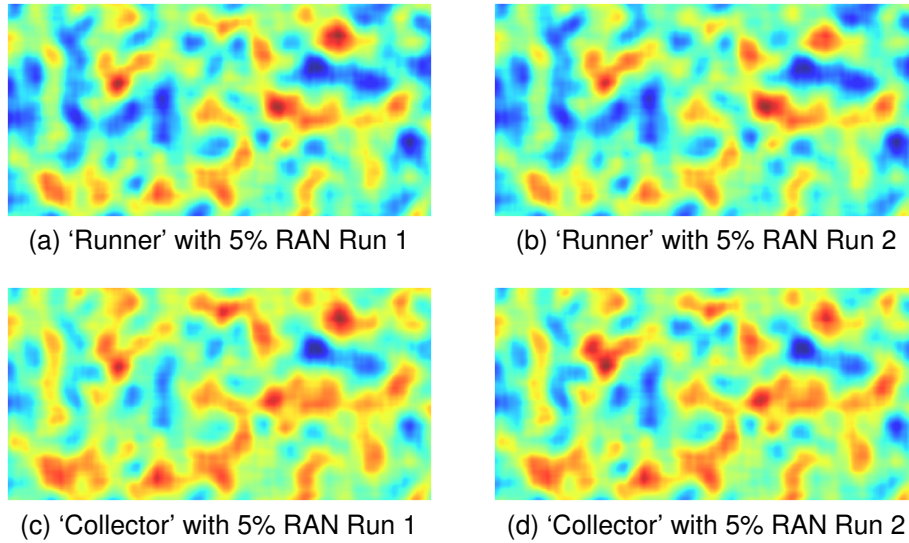 (a) ‘Runner’ with 5% RAN Run 1
(b) ‘Runner’ with 5% RAN Run 2
(c) ‘Collector’ with 5% RAN Run 1
(d) ‘Collector’ with 5% RAN Run 2